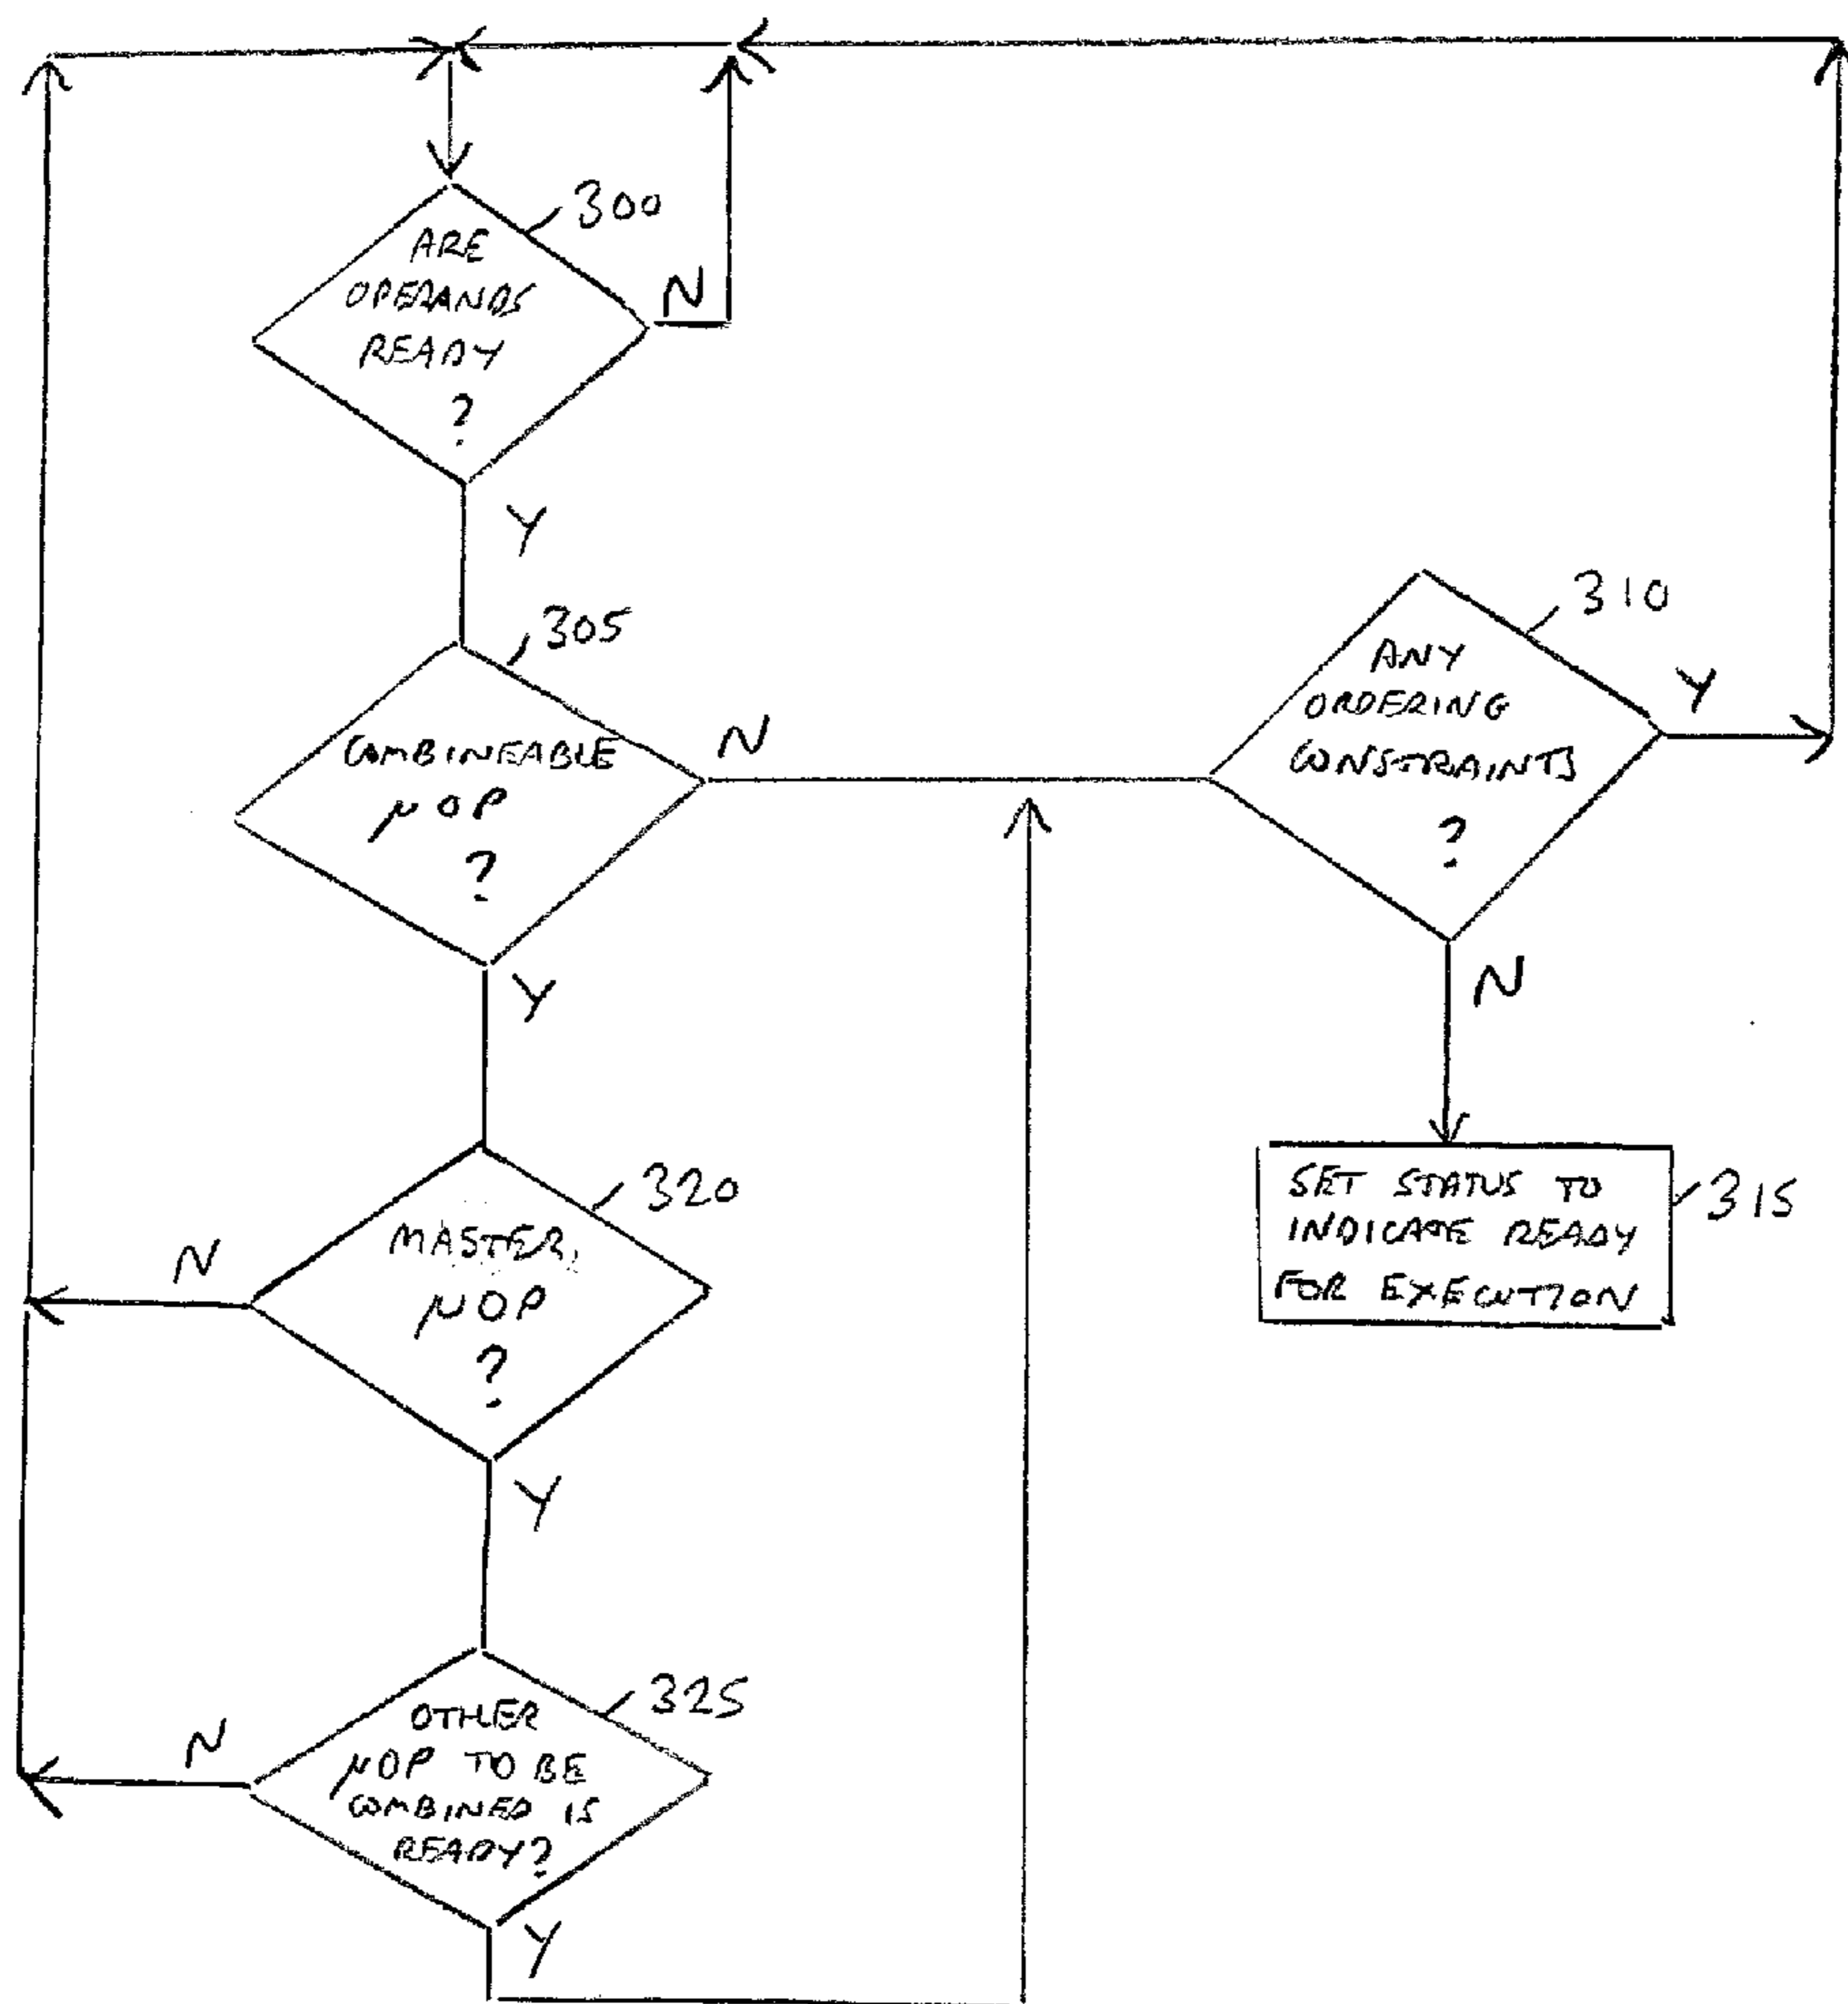 300
ARE
OPERANDS
READY
?
N
Y
305
COMBINEABLE
µOP
?
N
Y
310
ANY
ORDERING
CONSTRAINTS
?
Y
N
315
SET STATUS TO
INDICATE READY
FOR EXECUTION
320
MASTER
µOP
?
N
Y
325
OTHER
µOP TO BE
COMBINED IS
READY?
N
Y